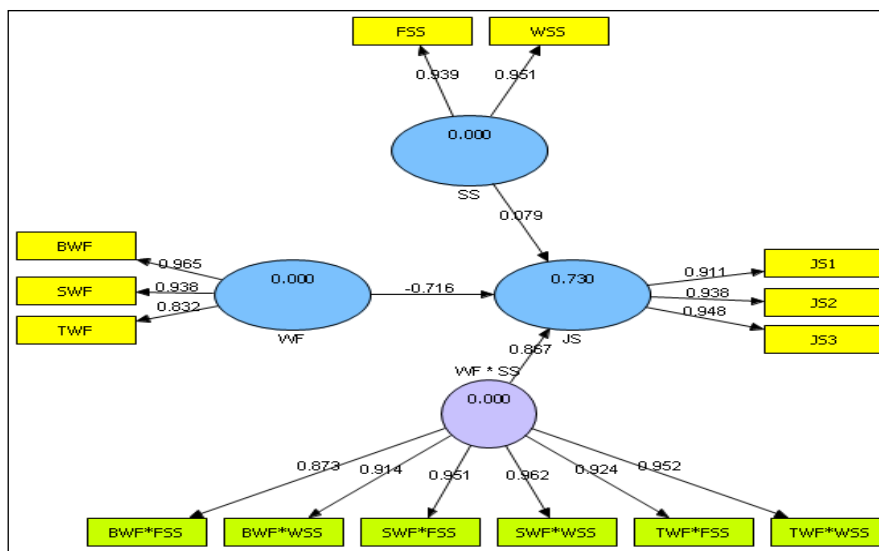 FSS WSS
0.939 0.951
0.000
SS
0.079
BWF
SWF
TWF
0.965
0.938
0.832
0.000
WF
-0.716
0.730
JS
0.911
0.938
0.948
JS1
JS2
JS3
0.867
WF * SS
0.000
0.873 0.914 0.951 0.962 0.924 0.952
BWF*FSS BWF*WSS SWF*FSS SWF*WSS TWF*FSS TWF*WSS